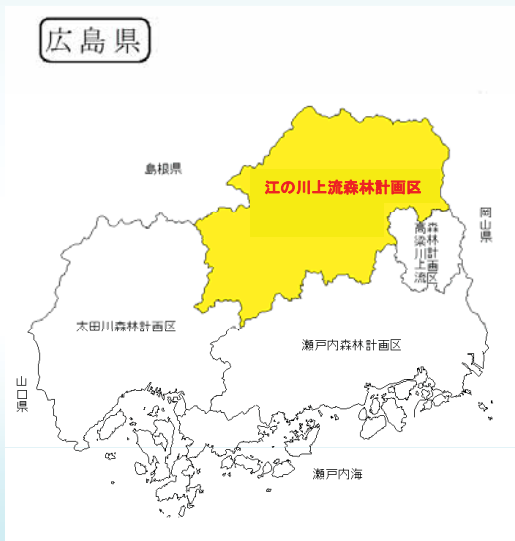 広島県
島根県
江の川上流森林計画区
岡山県
高梁川上流
森林計画区
太田川森林計画区
瀬戸内森林計画区
山口県
瀬戸内海